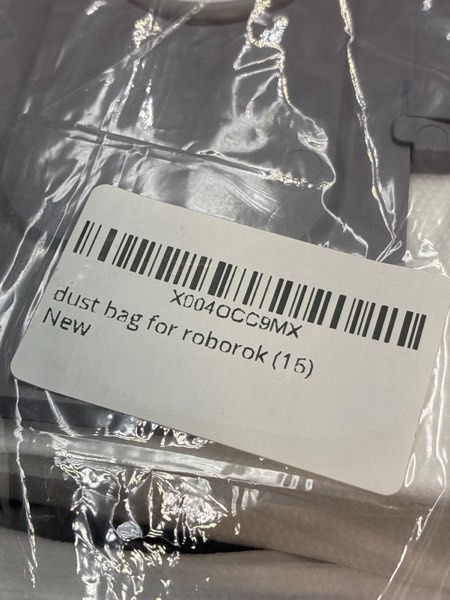 X004OCC9MX
dust bag for roborok (15)
New